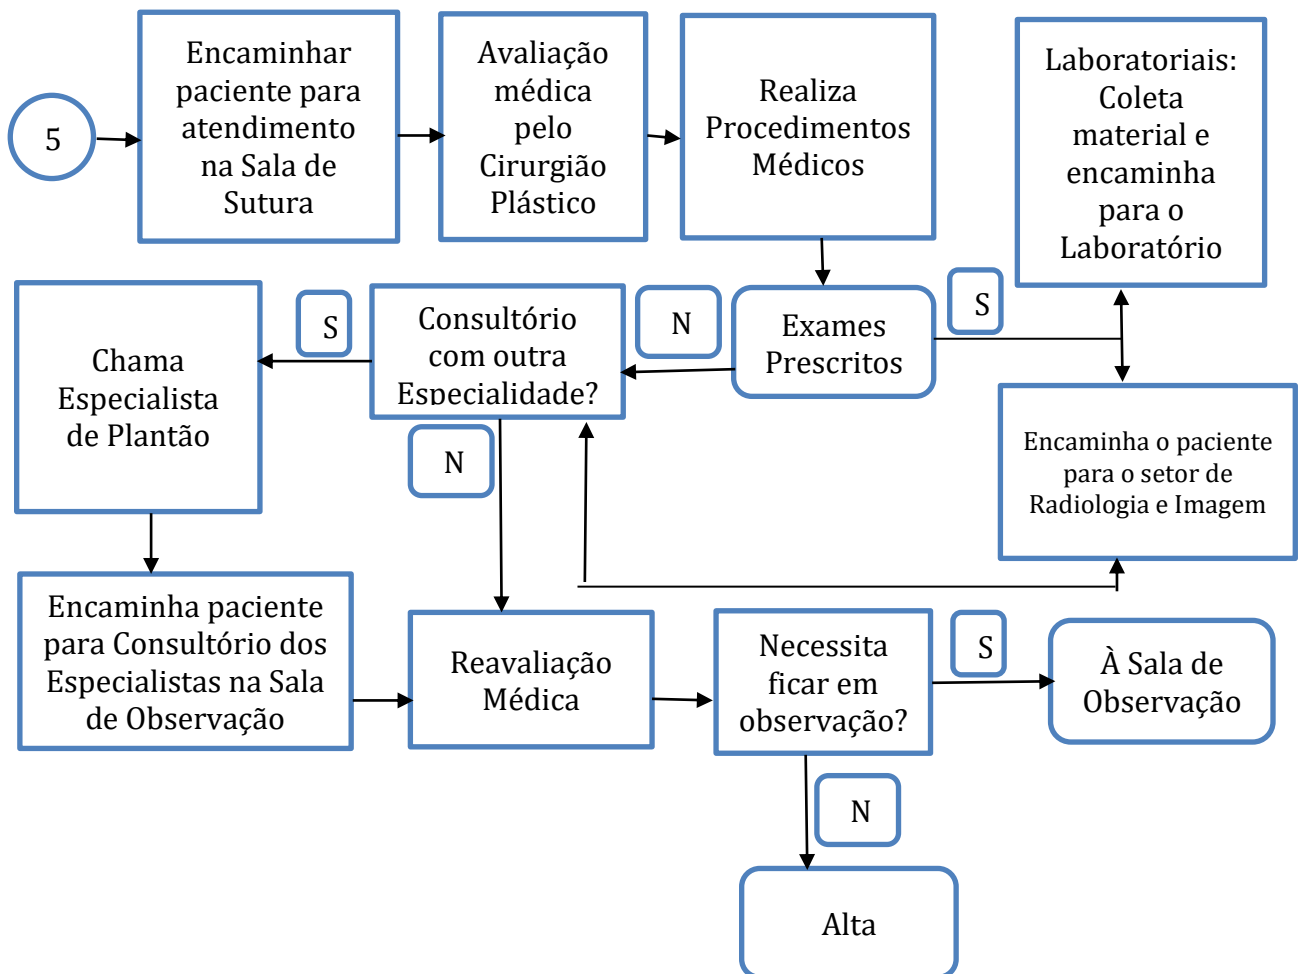 5
Encaminhar
paciente para
atendimento
na Sala de
Sutura
Avaliação
médica
pelo
Cirurgião
Plástico
Realiza
Procedimentos
Médicos
Laboratoriais:
Coleta
material e
encaminha
para o
Laboratório
Chama
Especialista
de Plantão
S
Consultório
com outra
Especialidade?
N
Exames
Prescritos
S
N
Encaminha o paciente
para o setor de
Radiologia e Imagem
Encaminha paciente
para Consultório dos
Especialistas na Sala
de Observação
Reavaliação
Médica
Necessita
ficar em
observação?
S
À Sala de
Observação
N
Alta